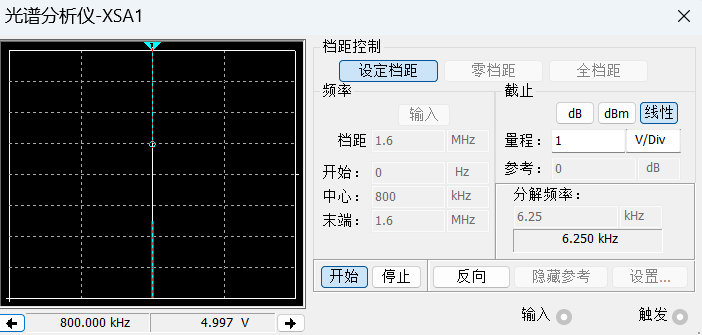 光谱分析仪-XSA1
档距控制
设定档距 零档距 全档距
频率
输入
档距 1.6 MHz
开始: 0 Hz
中心: 800 kHz
末端: 1.6 MHz
截止
dB dBm 线性
量程: 1 V/Div
参考: 0 dB
分解频率:
6.25 kHz
6.250 kHz
开始 停止 反向 隐藏参考 设置...
800.000 kHz 4.997 V
输入 触发